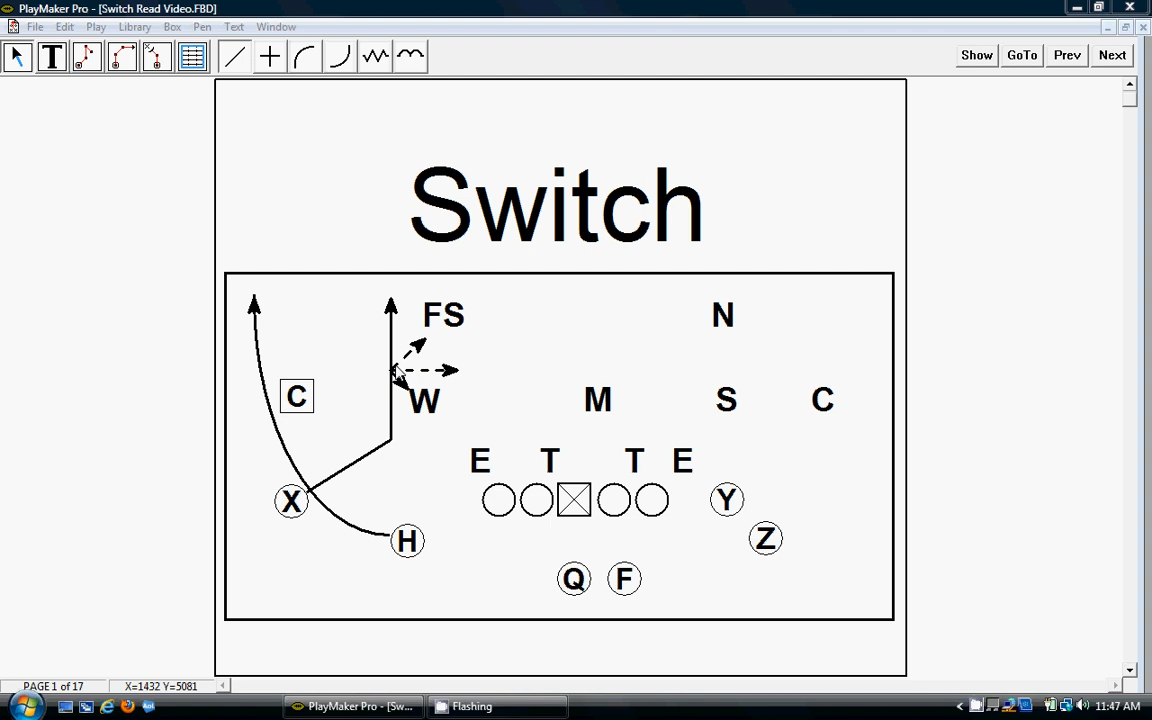 PlayMaker Pro - [Switch Read Video.FBD]
File Edit Play Library Box Pen Text Window
T
Show GoTo Prev Next
Switch
FS N
C W M S C
E T T E
X Y
H Z
Q F
PAGE 1 of 17 X=1432 Y=5081
PlayMaker Pro - [Sw... Flashing 11:47 AM